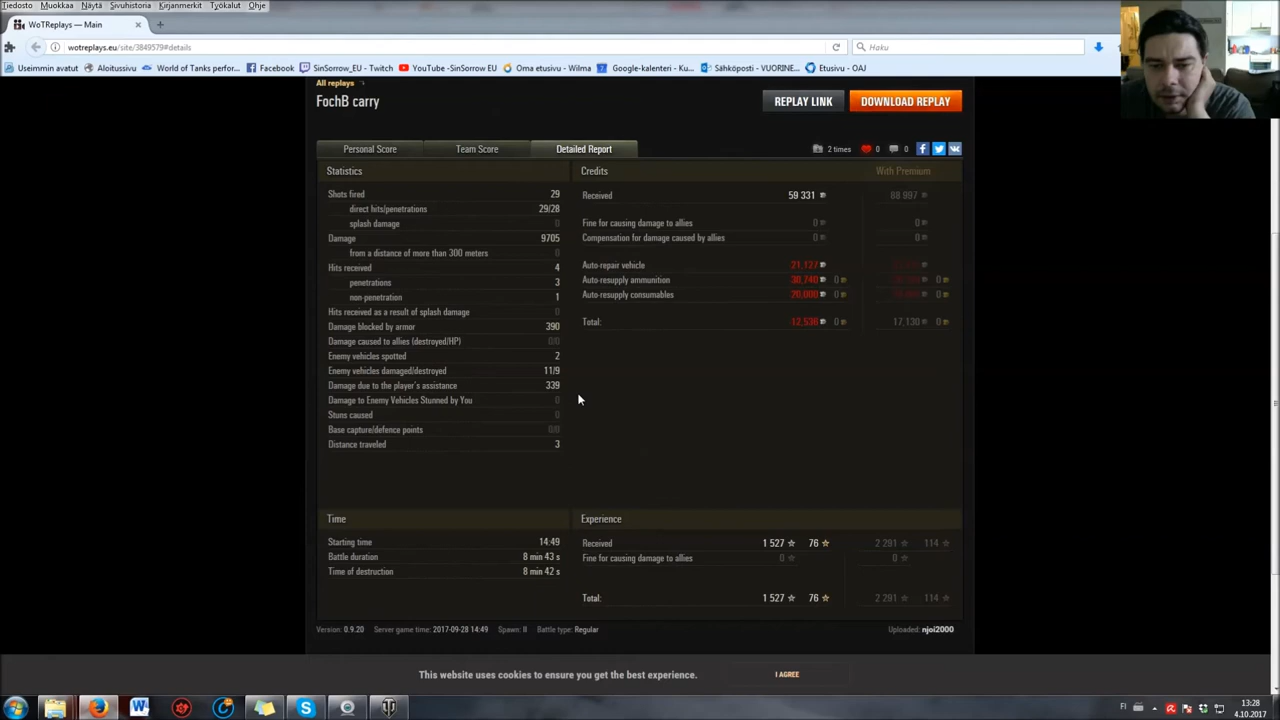 Tiedosto Muokkaa Näytä Sivuhistoria Kirjanmerkit Työkalut Ohje
WoTReplays — Main
wotreplays.eu/site/3849579#details
Haku
Useimmin avatut Aloitussivu World of Tanks perfor... Facebook SinSorrow_EU - Twitch YouTube -SinSorrow EU Oma etusivu – Wilma Google-kalenteri - Ku... Sähköposti - VUORINE... Etusivu - OAJ
All replays
FochB carry
REPLAY LINK
DOWNLOAD REPLAY
Personal Score Team Score Detailed Report
2 times 0 0
Statistics Credits With Premium
Shots fired 29 Received 59 331 88 997
direct hits/penetrations 29/28
splash damage 0 Fine for causing damage to allies 0 0
Damage 9705 Compensation for damage caused by allies 0 0
from a distance of more than 300 meters 0
Hits received 4 Auto-repair vehicle 21,127
penetrations 3 Auto-resupply ammunition 30,740 0 0
non-penetration 1 Auto-resupply consumables 20,000 0 0
Hits received as a result of splash damage 0
Damage blocked by armor 390 Total: 12,536 0 17,130 0
Damage caused to allies (destroyed/HP) 0/0
Enemy vehicles spotted 2
Enemy vehicles damaged/destroyed 11/9
Damage due to the player's assistance 339
Damage to Enemy Vehicles Stunned by You 0
Stuns caused 0
Base capture/defence points 0/0
Distance traveled 3
Time Experience
Starting time 14:49 Received 1 527 76 2 291 114
Battle duration 8 min 43 s Fine for causing damage to allies 0 0
Time of destruction 8 min 42 s
Total: 1 527 76 2 291 114
Version: 0.9.20 Server game time: 2017-09-28 14:49 Spawn: II Battle type: Regular Uploaded: njoi2000
This website uses cookies to ensure you get the best experience. I AGREE
FI 13:28
4.10.2017